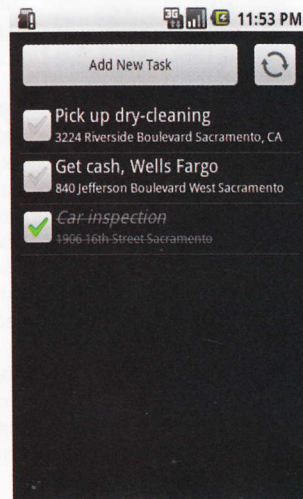 3G 11:53 PM
Add New Task
Pick up dry-cleaning
3224 Riverside Boulevard Sacramento, CA
Get cash, Wells Fargo
840 Jefferson Boulevard West Sacramento
Car inspection
1906 16th Street Sacramento